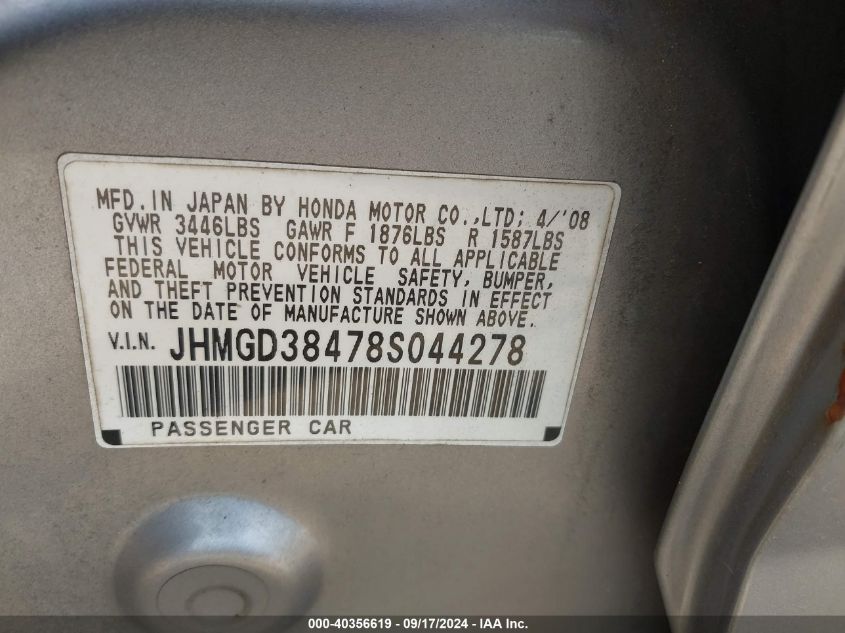 MFD. IN JAPAN BY HONDA MOTOR CO.,LTD; 4/'08
GVWR 3446LBS GAWR F 1876LBS R 1587LBS
THIS VEHICLE CONFORMS TO ALL APPLICABLE
FEDERAL MOTOR VEHICLE SAFETY, BUMPER,
AND THEFT PREVENTION STANDARDS IN EFFECT
ON THE DATE OF MANUFACTURE SHOWN ABOVE.
V.I.N. JHMGD38478S044278
PASSENGER CAR
000-40356619 - 09/17/2024 - IAA Inc.